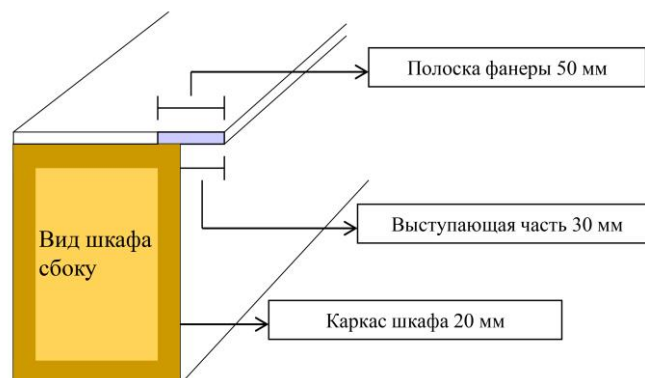 Полоска фанеры 50 мм
Вид шкафа
сбоку
Выступающая часть 30 мм
Каркас шкафа 20 мм